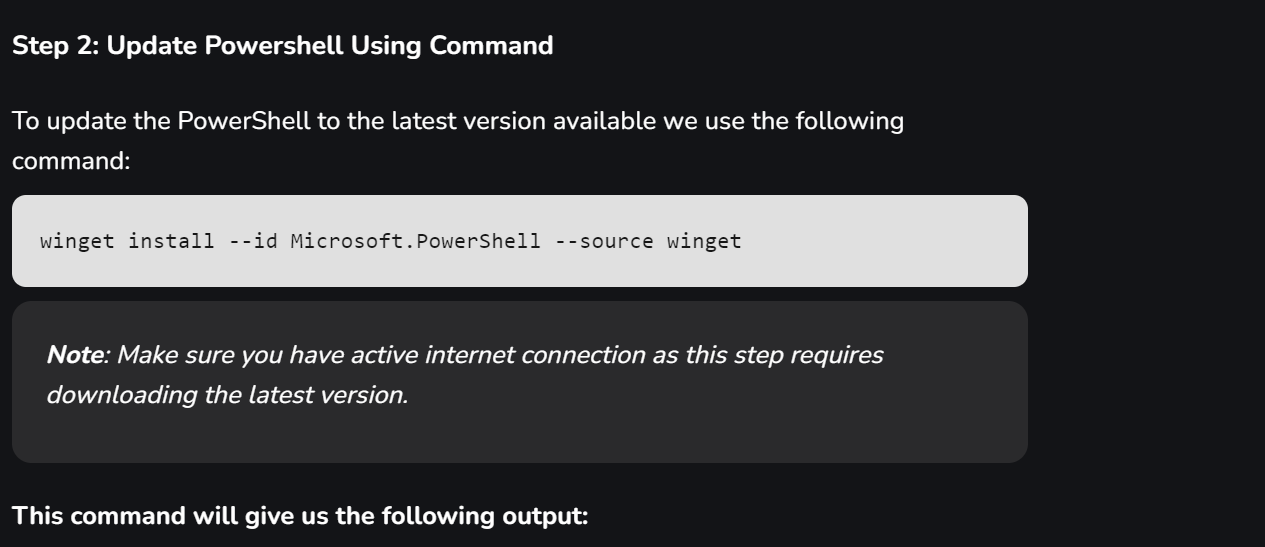 Step 2: Update Powershell Using Command
To update the PowerShell to the latest version available we use the following
command:
winget install --id Microsoft.PowerShell --source winget
Note: Make sure you have active internet connection as this step requires
downloading the latest version.
This command will give us the following output: